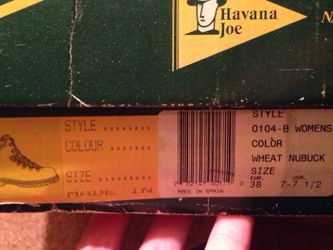 Havana
Joe
STYLE ........
COLOUR .......
SIZE .........
MADE IN
STYLE
0104-B WOMENS
COLOR
WHEAT NUBUCK
SIZE
EUR. USA.
38 7-7 1/2
MADE IN SPAIN